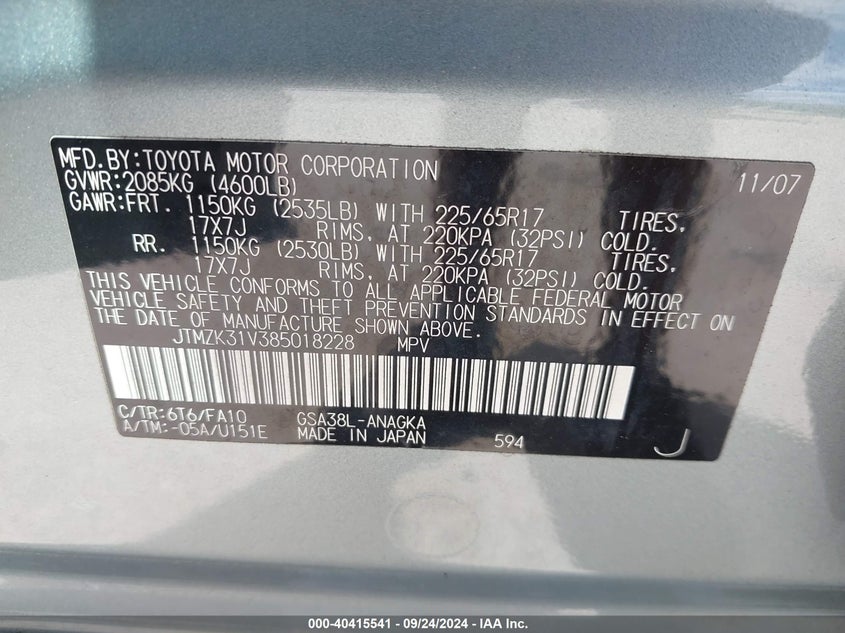 MFD.BY:TOYOTA MOTOR CORPORATION 11/07
GVWR:2085KG (4600LB)
GAWR:FRT. 1150KG (2535LB) WITH 225/65R17 TIRES,
17X7J RIMS, AT 220KPA (32PSI) COLD.
RR. 1150KG (2530LB) WITH 225/65R17 TIRES,
17X7J RIMS, AT 220KPA (32PSI) COLD.
THIS VEHICLE CONFORMS TO ALL APPLICABLE FEDERAL MOTOR
VEHICLE SAFETY AND THEFT PREVENTION STANDARDS IN EFFECT ON
THE DATE OF MANUFACTURE SHOWN ABOVE.
JTMZK31V385018228 MPV
C/TR:6T6/FA10 GSA38L-ANAGKA
A/TM:-05A/U151E MADE IN JAPAN 594 J
000-40415541 - 09/24/2024 - IAA Inc.